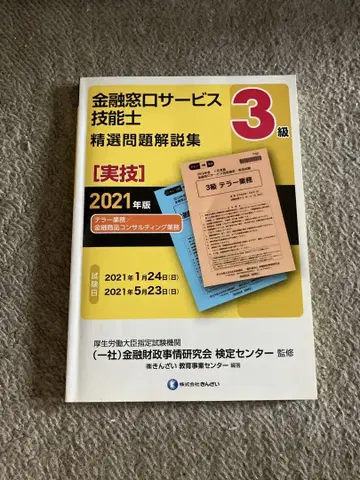 金融窓口サービス
技能士
3級
精選問題解説集
[実技]
2021年版
テラー業務/
金融商品コンサルティング業務
3級 テラー業務
試験日
2021年1月24日(日)
2021年5月23日(日)
厚生労働大臣指定試験機関
(一社)金融財政事情研究会 検定センター 監修
㈱きんざい 教育事業センター 編著
株式会社きんざい